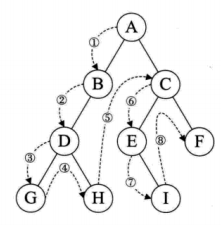 A
①
B C
② ⑤ ⑥
D E F
③ ④ ⑦ ⑧
G H I